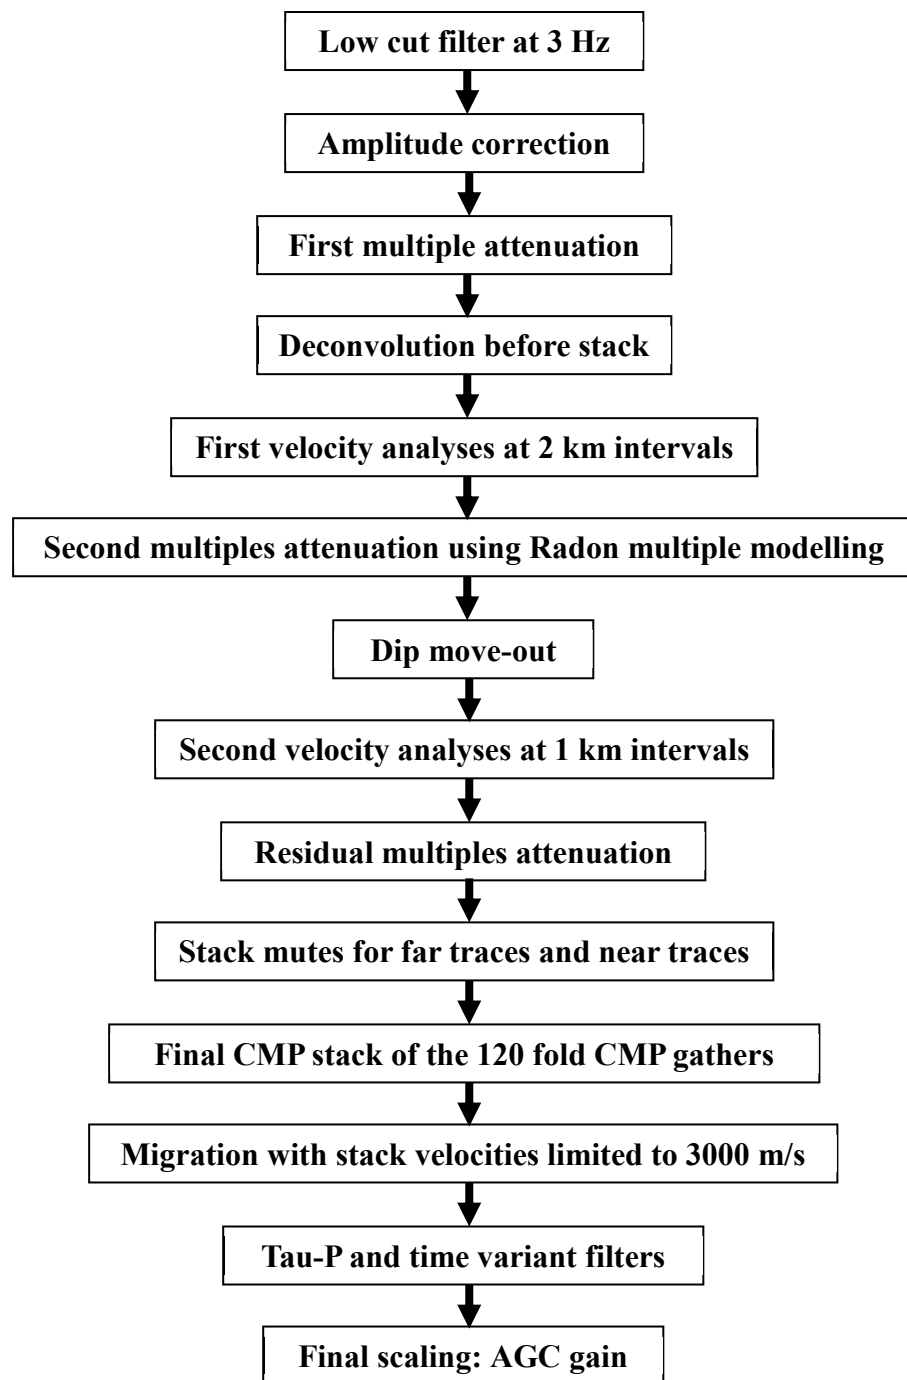 Low cut filter at 3 Hz
Amplitude correction
First multiple attenuation
Deconvolution before stack
First velocity analyses at 2 km intervals
Second multiples attenuation using Radon multiple modelling
Dip move-out
Second velocity analyses at 1 km intervals
Residual multiples attenuation
Stack mutes for far traces and near traces
Final CMP stack of the 120 fold CMP gathers
Migration with stack velocities limited to 3000 m/s
Tau-P and time variant filters
Final scaling: AGC gain